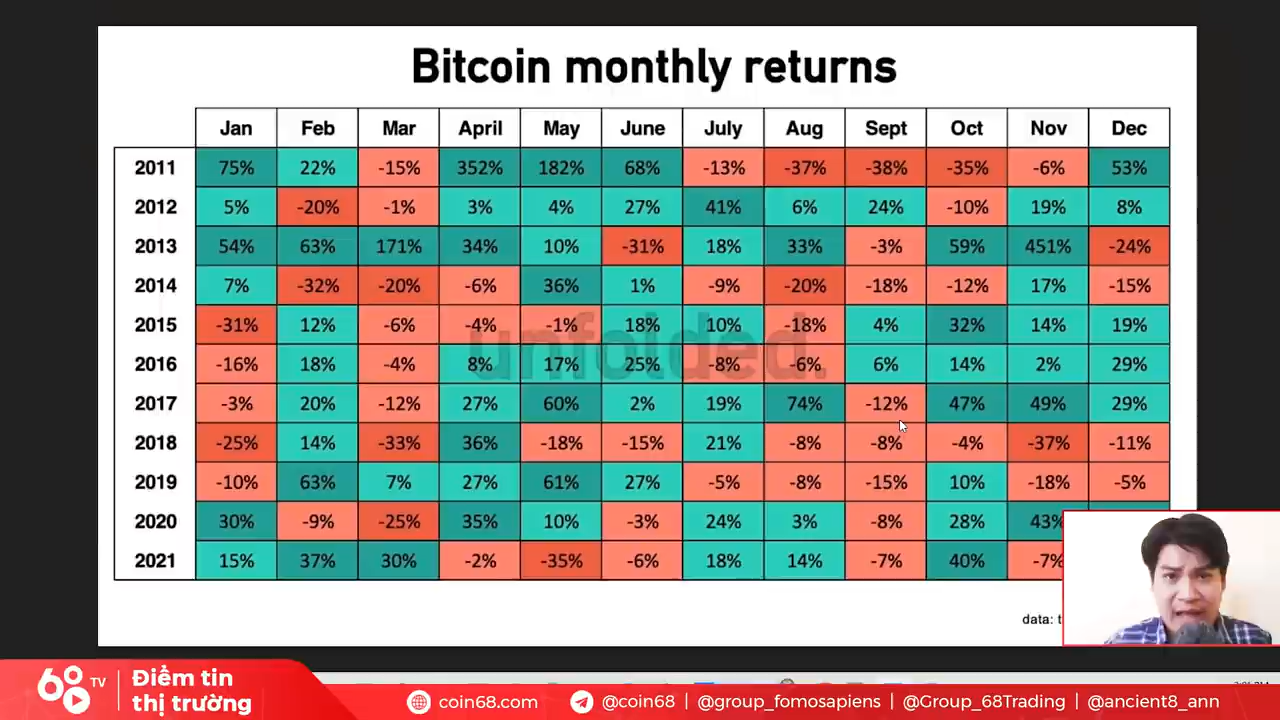 Bitcoin monthly returns
Jan Feb Mar April May June July Aug Sept Oct Nov Dec
2011 75% 22% -15% 352% 182% 68% -13% -37% -38% -35% -6% 53%
2012 5% -20% -1% 3% 4% 27% 41% 6% 24% -10% 19% 8%
2013 54% 63% 171% 34% 10% -31% 18% 33% -3% 59% 451% -24%
2014 7% -32% -20% -6% 36% 1% -9% -20% -18% -12% 17% -15%
2015 -31% 12% -6% -4% -1% 18% 10% -18% 4% 32% 14% 19%
unfolded.
2016 -16% 18% -4% 8% 17% 25% -8% -6% 6% 14% 2% 29%
2017 -3% 20% -12% 27% 60% 2% 19% 74% -12% 47% 49% 29%
2018 -25% 14% -33% 36% -18% -15% 21% -8% -8% -4% -37% -11%
2019 -10% 63% 7% 27% 61% 27% -5% -8% -15% 10% -18% -5%
2020 30% -9% -25% 35% 10% -3% 24% 3% -8% 28% 43%
2021 15% 37% 30% -2% -35% -6% 18% 14% -7% 40% -7%
data:
68 TV
Điểm tin
thị trường
coin68.com @coin68 | @group_fomosapiens | @Group_68Trading | @ancient8_ann